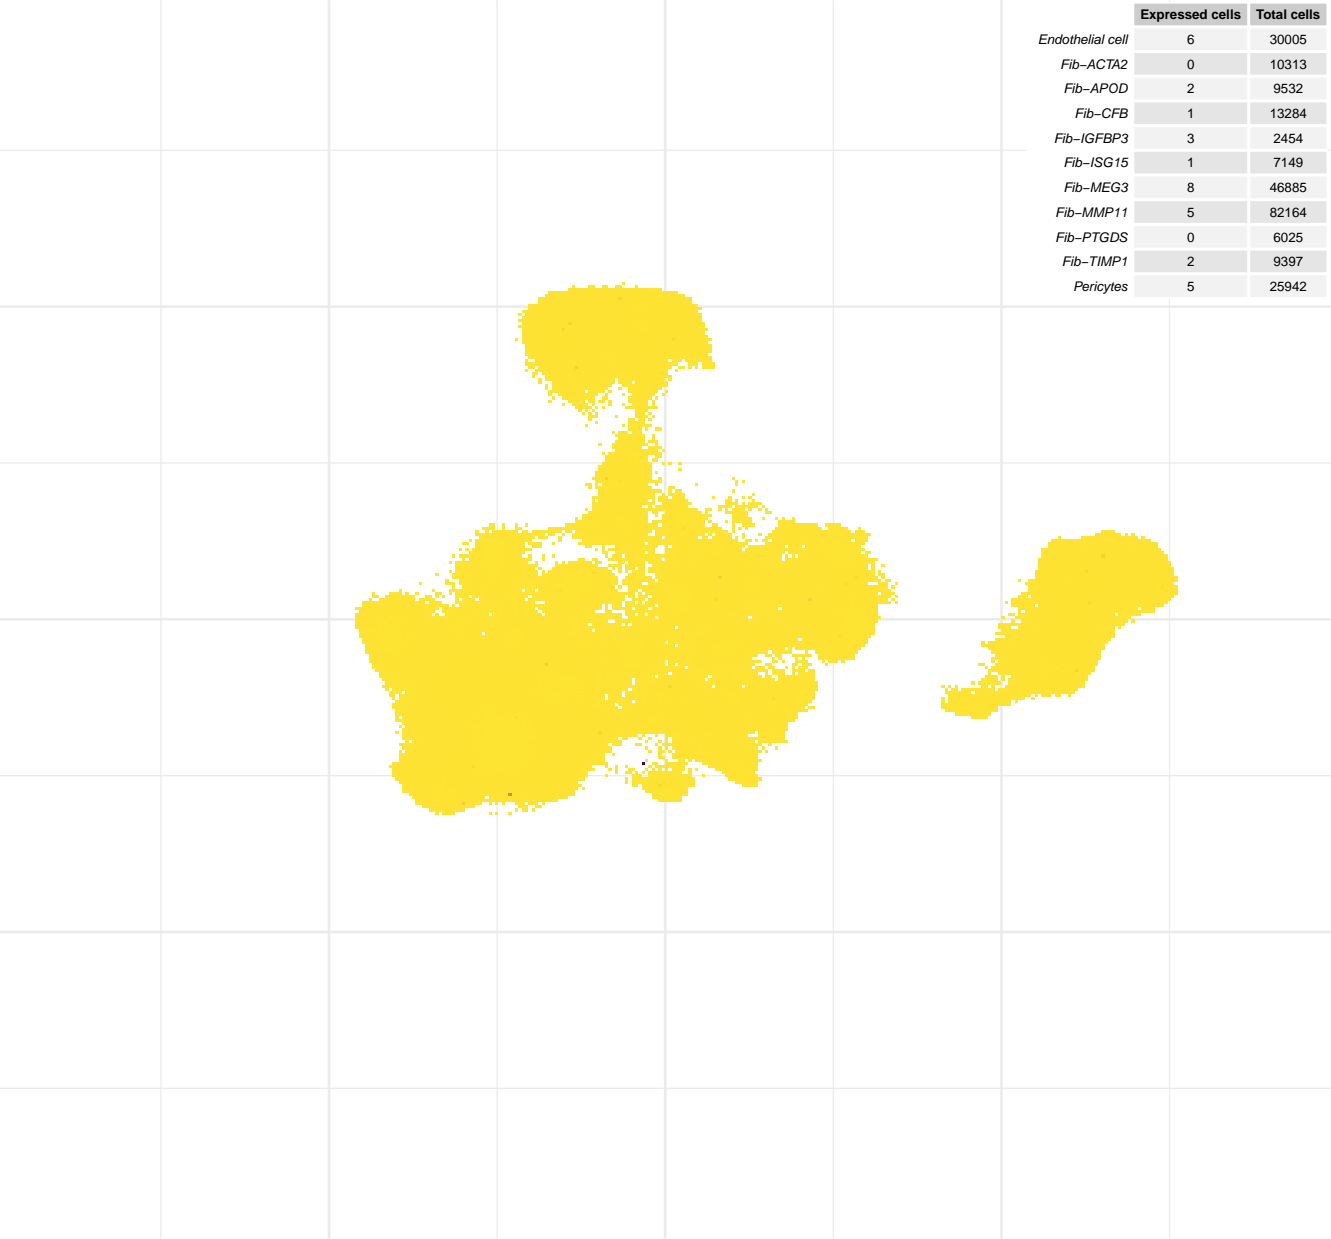 Expressed cells Total cells
Endothelial cell 6 30005
Fib−ACTA2 0 10313
Fib−APOD 2 9532
Fib−CFB 1 13284
Fib−IGFBP3 3 2454
Fib−ISG15 1 7149
Fib−MEG3 8 46885
Fib−MMP11 5 82164
Fib−PTGDS 0 6025
Fib−TIMP1 2 9397
Pericytes 5 25942